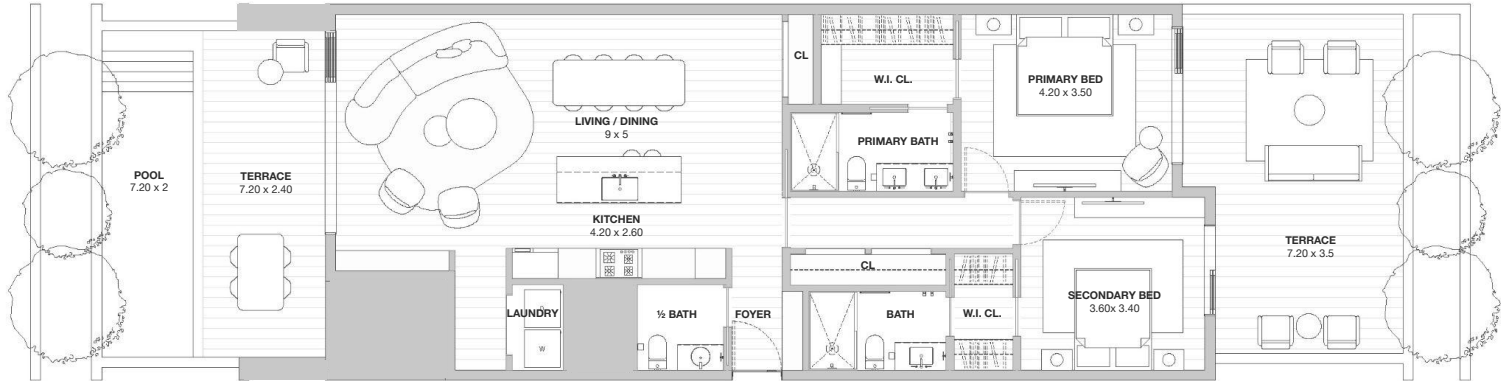 CL
W.I. CL.
PRIMARY BED
4.20 x 3.50
LIVING / DINING
9 x 5
PRIMARY BATH
POOL
7.20 x 2
TERRACE
7.20 x 2.40
KITCHEN
4.20 x 2.60
TERRACE
7.20 x 3.5
CL
SECONDARY BED
3.60x 3.40
LAUNDRY
½ BATH
FOYER
BATH
W.I. CL.
W